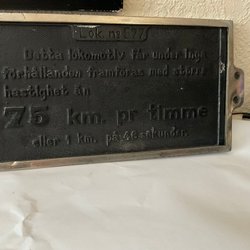 Lok. nr. C 77
Detta lokomotiv får under inga
förhållanden framföras med större
hastighet än
75 km. pr timme
eller 1 km. på 48 sekunder.